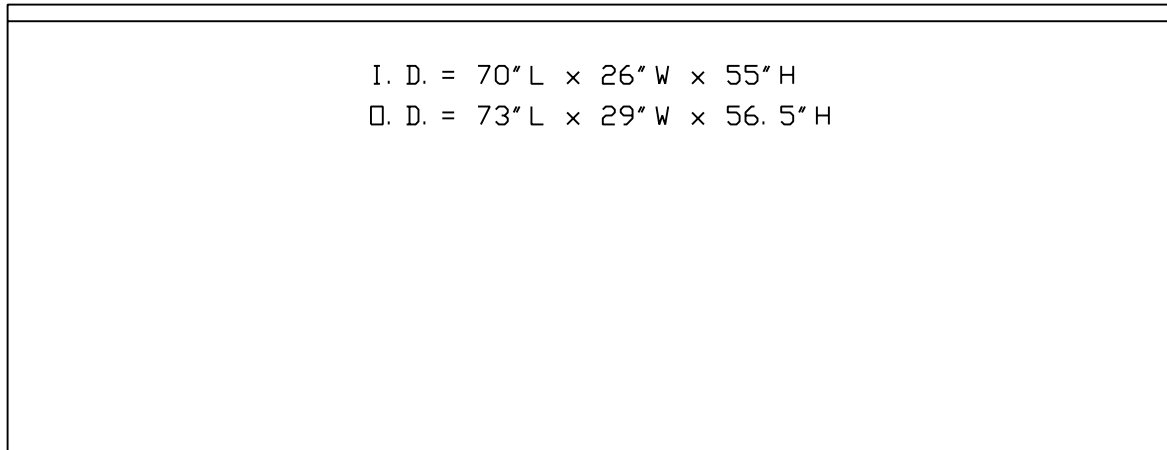 I. D. = 70"L x 26"W x 55"H
O. D. = 73"L x 29"W x 56.5"H